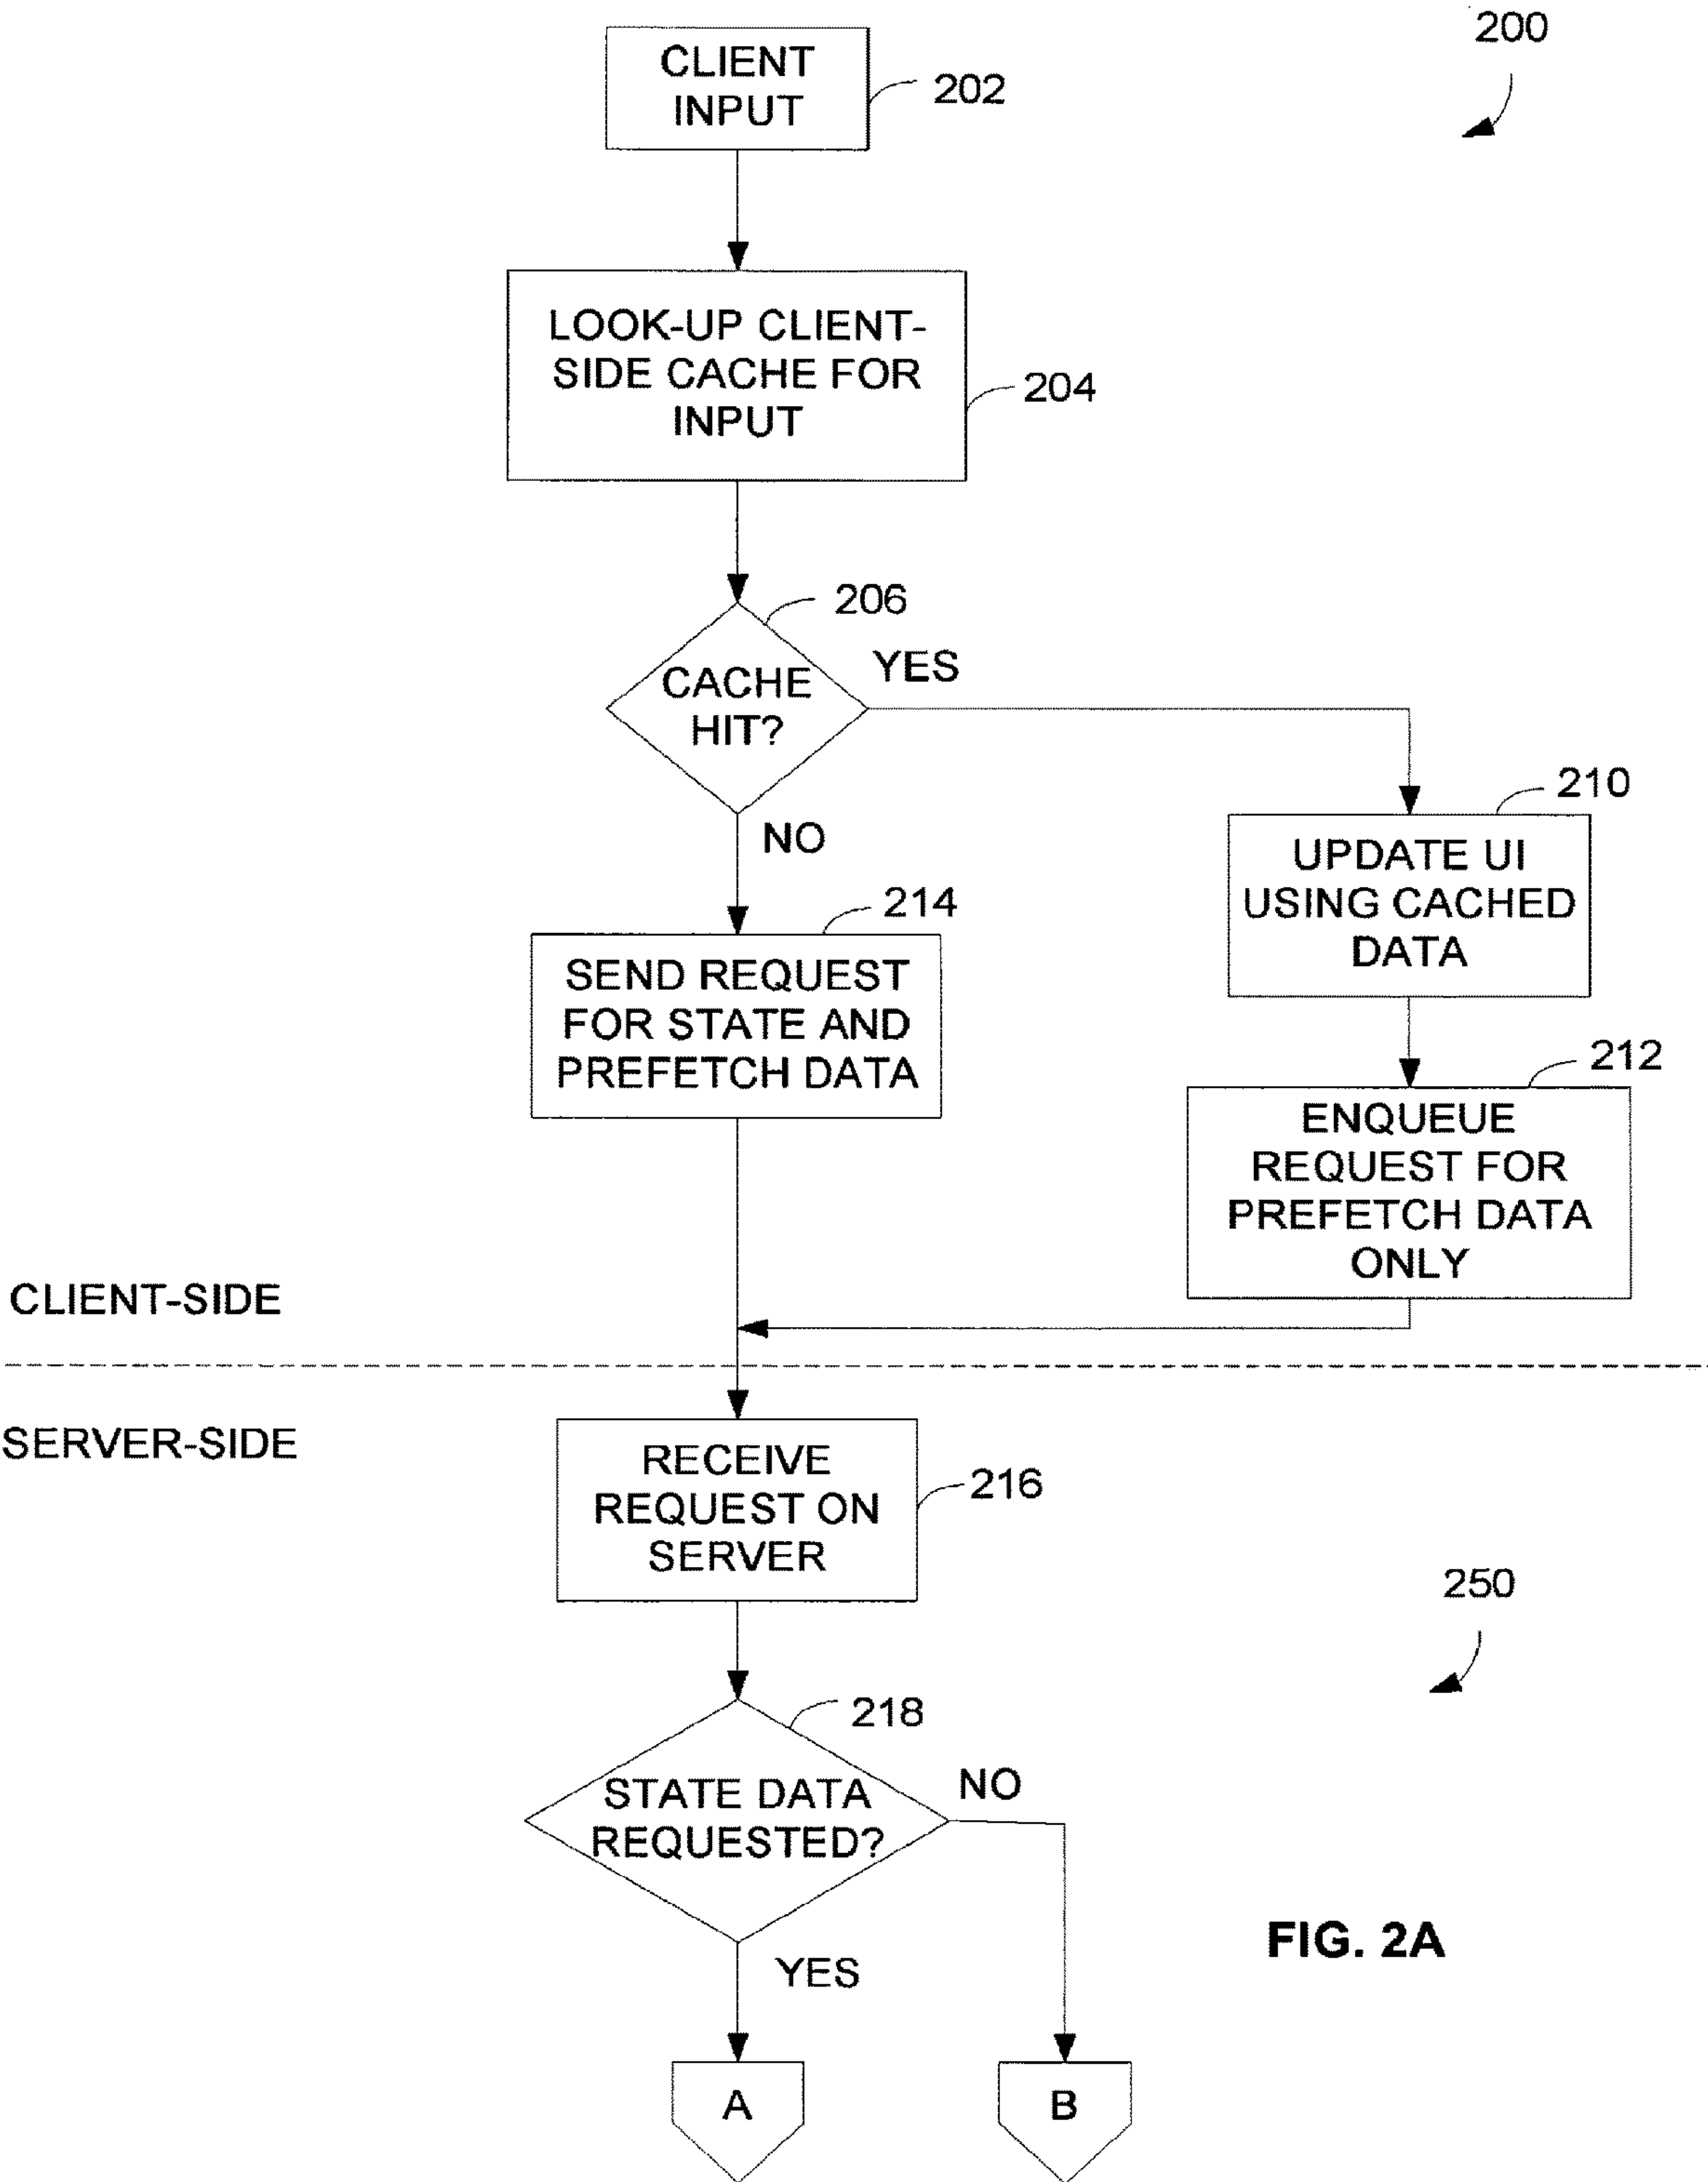 200
CLIENT
INPUT
202
LOOK-UP CLIENT-
SIDE CACHE FOR
INPUT
204
206
CACHE
HIT?
YES
NO
210
UPDATE UI
USING CACHED
DATA
214
SEND REQUEST
FOR STATE AND
PREFETCH DATA
212
ENQUEUE
REQUEST FOR
PREFETCH DATA
ONLY
CLIENT-SIDE
SERVER-SIDE
RECEIVE
REQUEST ON
SERVER
216
250
218
STATE DATA
REQUESTED?
NO
YES
FIG. 2A
A
B